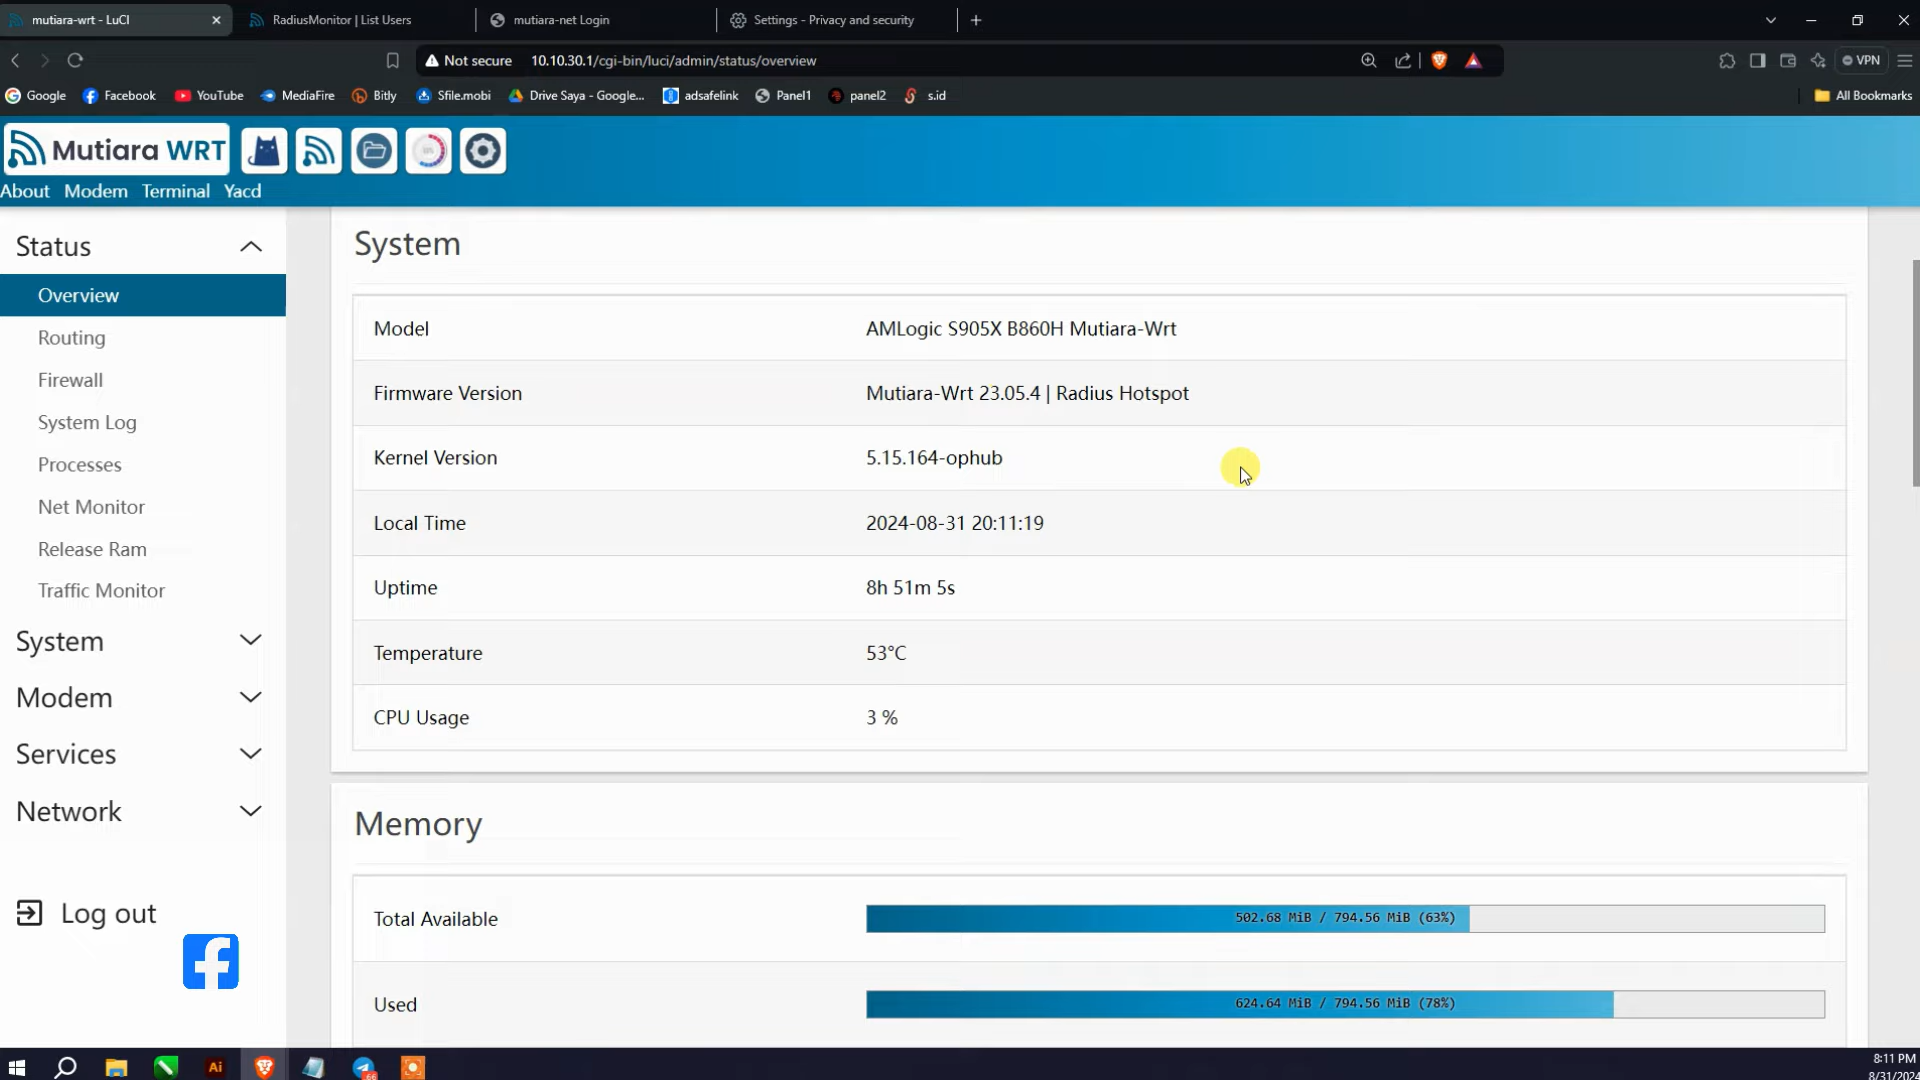 mutiara-wrt - LuCI
RadiusMonitor | List Users
mutiara-net Login
Settings - Privacy and security
Not secure
10.10.30.1/cgi-bin/luci/admin/status/overview
VPN
Google
Facebook
YouTube
MediaFire
Bitly
Sfile.mobi
Drive Saya - Google...
adsafelink
Panel1
panel2
s.id
All Bookmarks
Mutiara WRT
About Modem Terminal Yacd
Status
Overview
Routing
Firewall
System Log
Processes
Net Monitor
Release Ram
Traffic Monitor
System
Modem
Services
Network
Log out
System
Model AMLogic S905X B860H Mutiara-Wrt
Firmware Version Mutiara-Wrt 23.05.4 | Radius Hotspot
Kernel Version 5.15.164-ophub
Local Time 2024-08-31 20:11:19
Uptime 8h 51m 5s
Temperature 53°C
CPU Usage 3 %
Memory
Total Available 502.68 MiB / 794.56 MiB (63%)
Used 624.64 MiB / 794.56 MiB (78%)
Ai
66
8:11 PM
8/31/2024